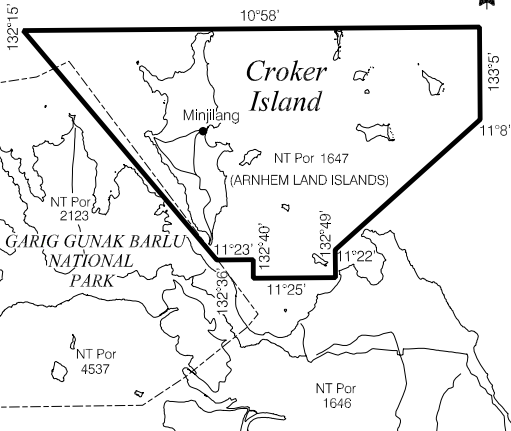 10°58'
132°15'
133°5'
Croker
Island
Minjilang
11°8'
NT Por 1647
(ARNHEM LAND ISLANDS)
NT Por
2123
GARIG GUNAK BARLU
NATIONAL
PARK
11°23'
132°40'
132°49'
11°22'
132°36'
11°25'
NT Por
4537
NT Por
1646